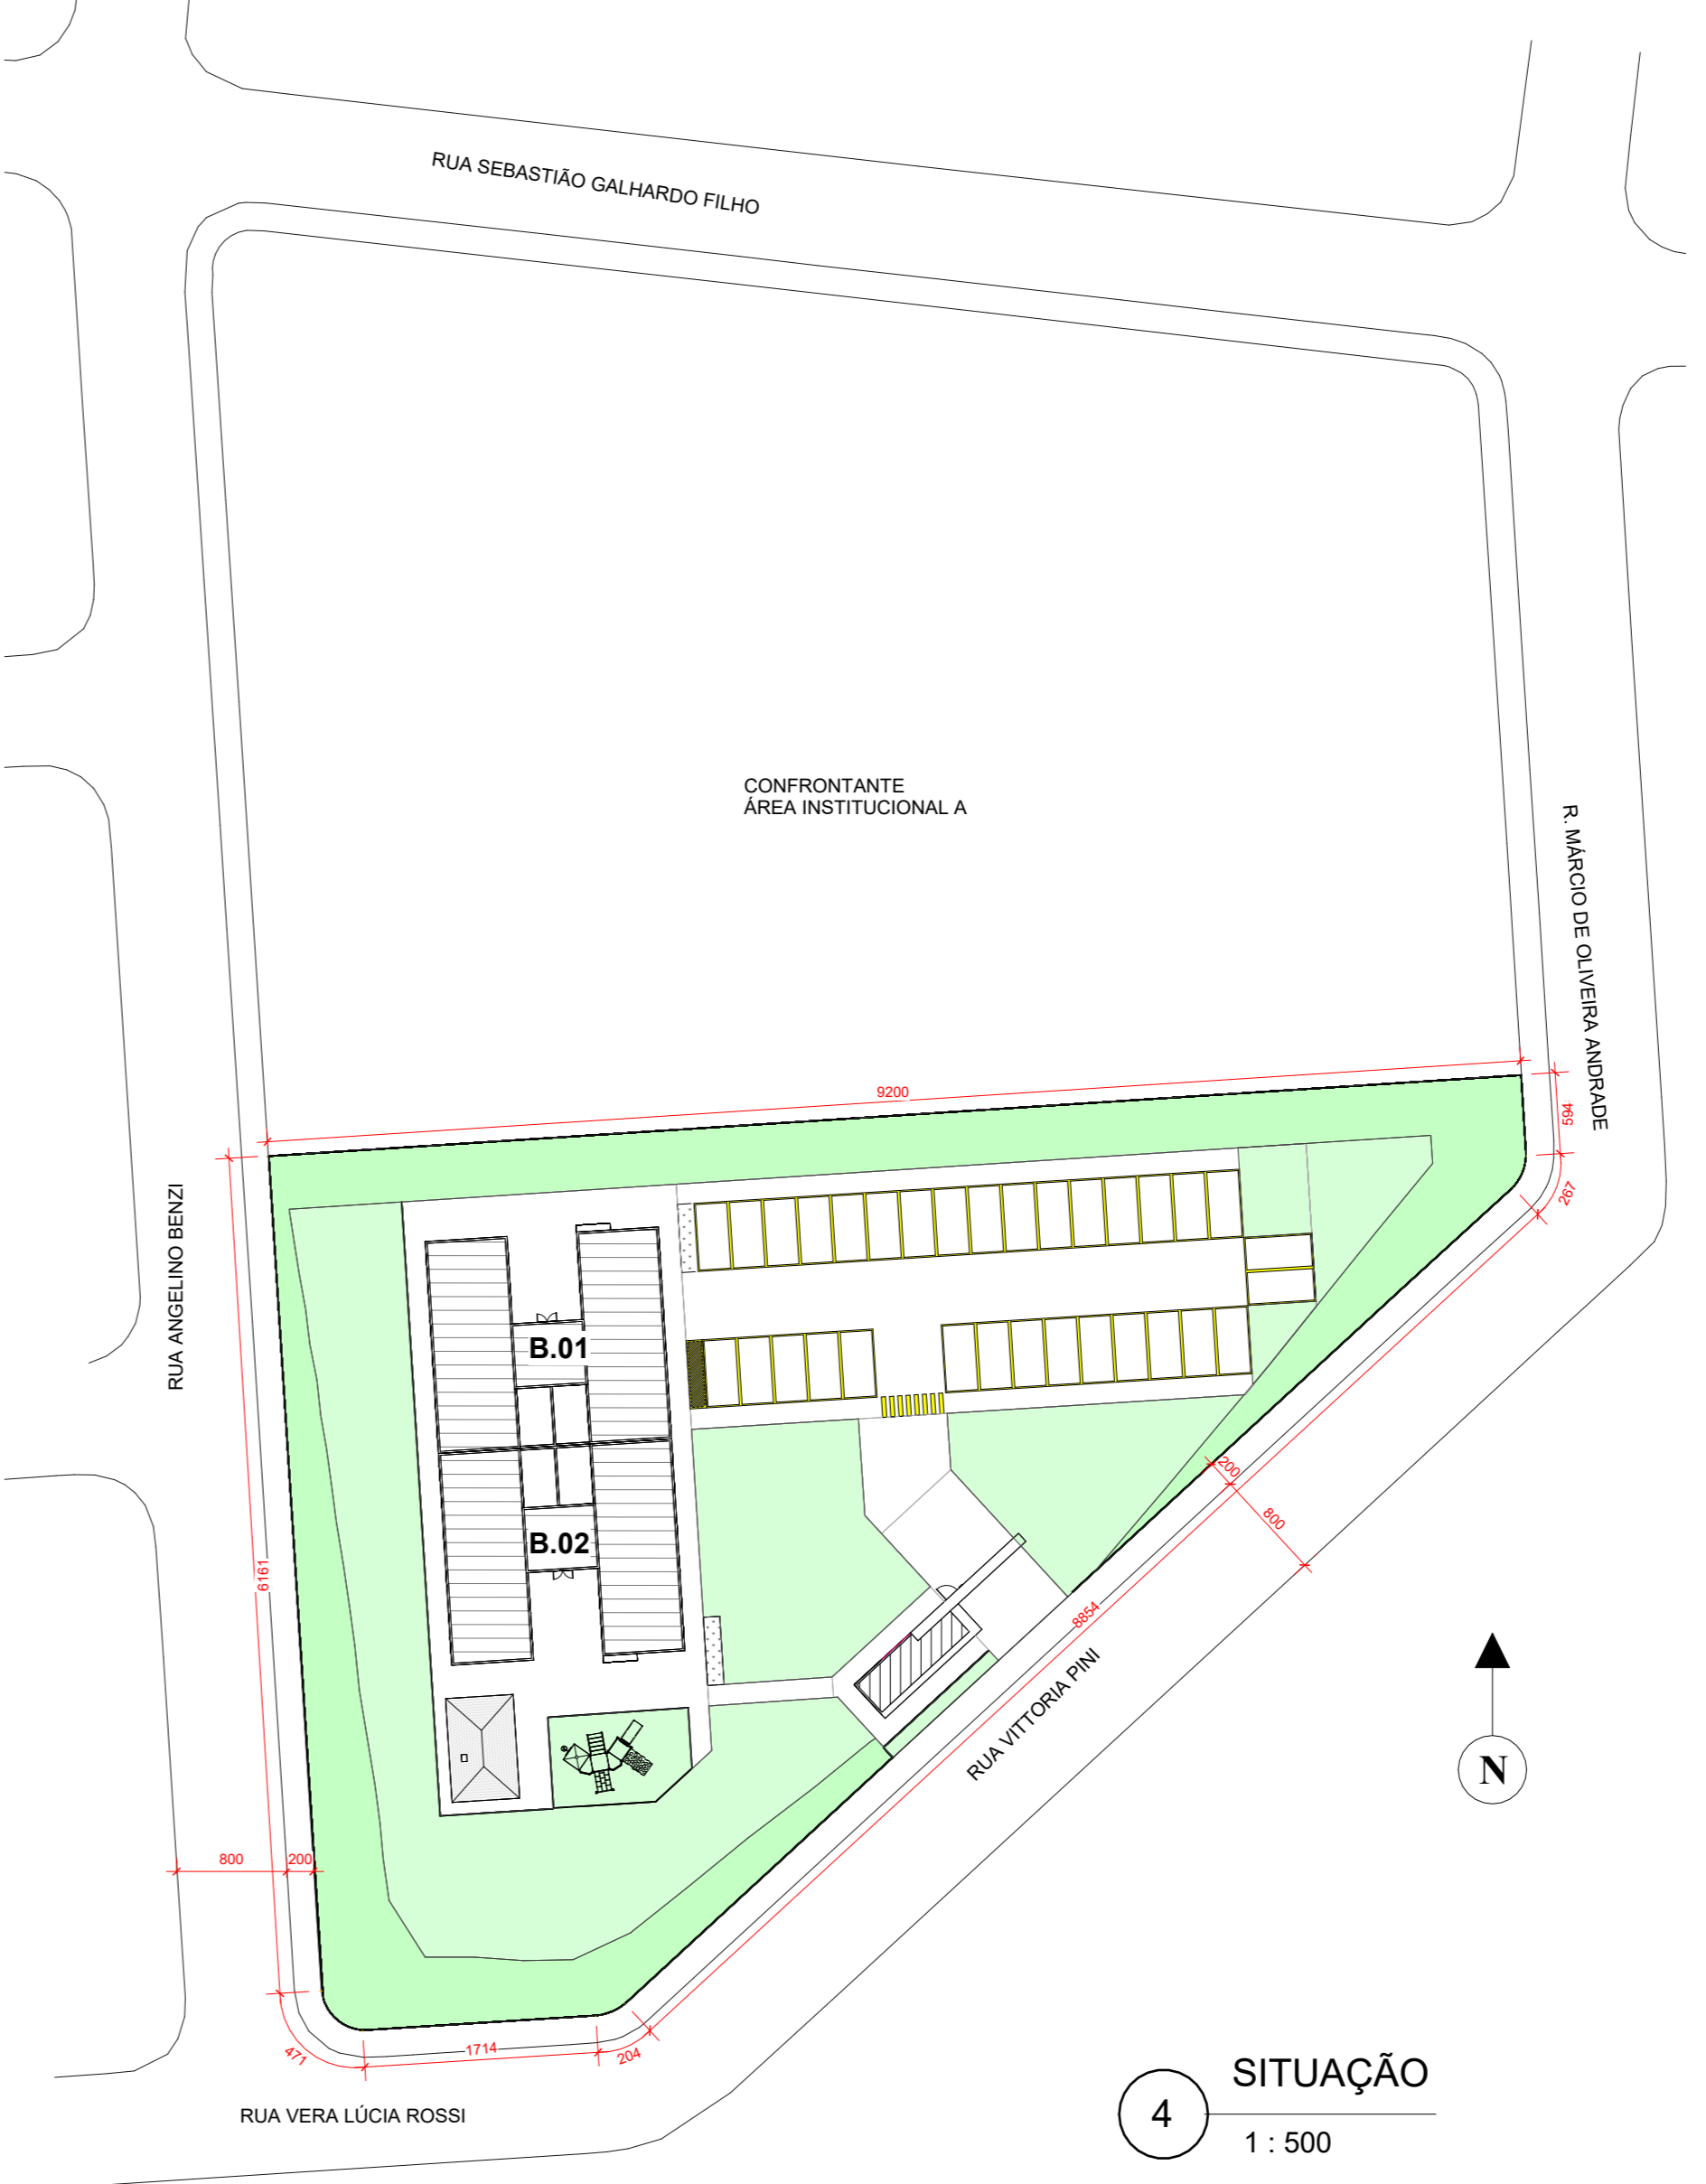 RUA SEBASTIÃO GALHARDO FILHO
CONFRONTANTE
ÁREA INSTITUCIONAL A
R. MÁRCIO DE OLIVEIRA ANDRADE
9200
594
267
RUA ANGELINO BENZI
B.01
B.02
200
800
6161
8854
RUA VITTORIA PINI
N
800
200
471
1714
204
RUA VERA LÚCIA ROSSI
SITUAÇÃO
4
1 : 500